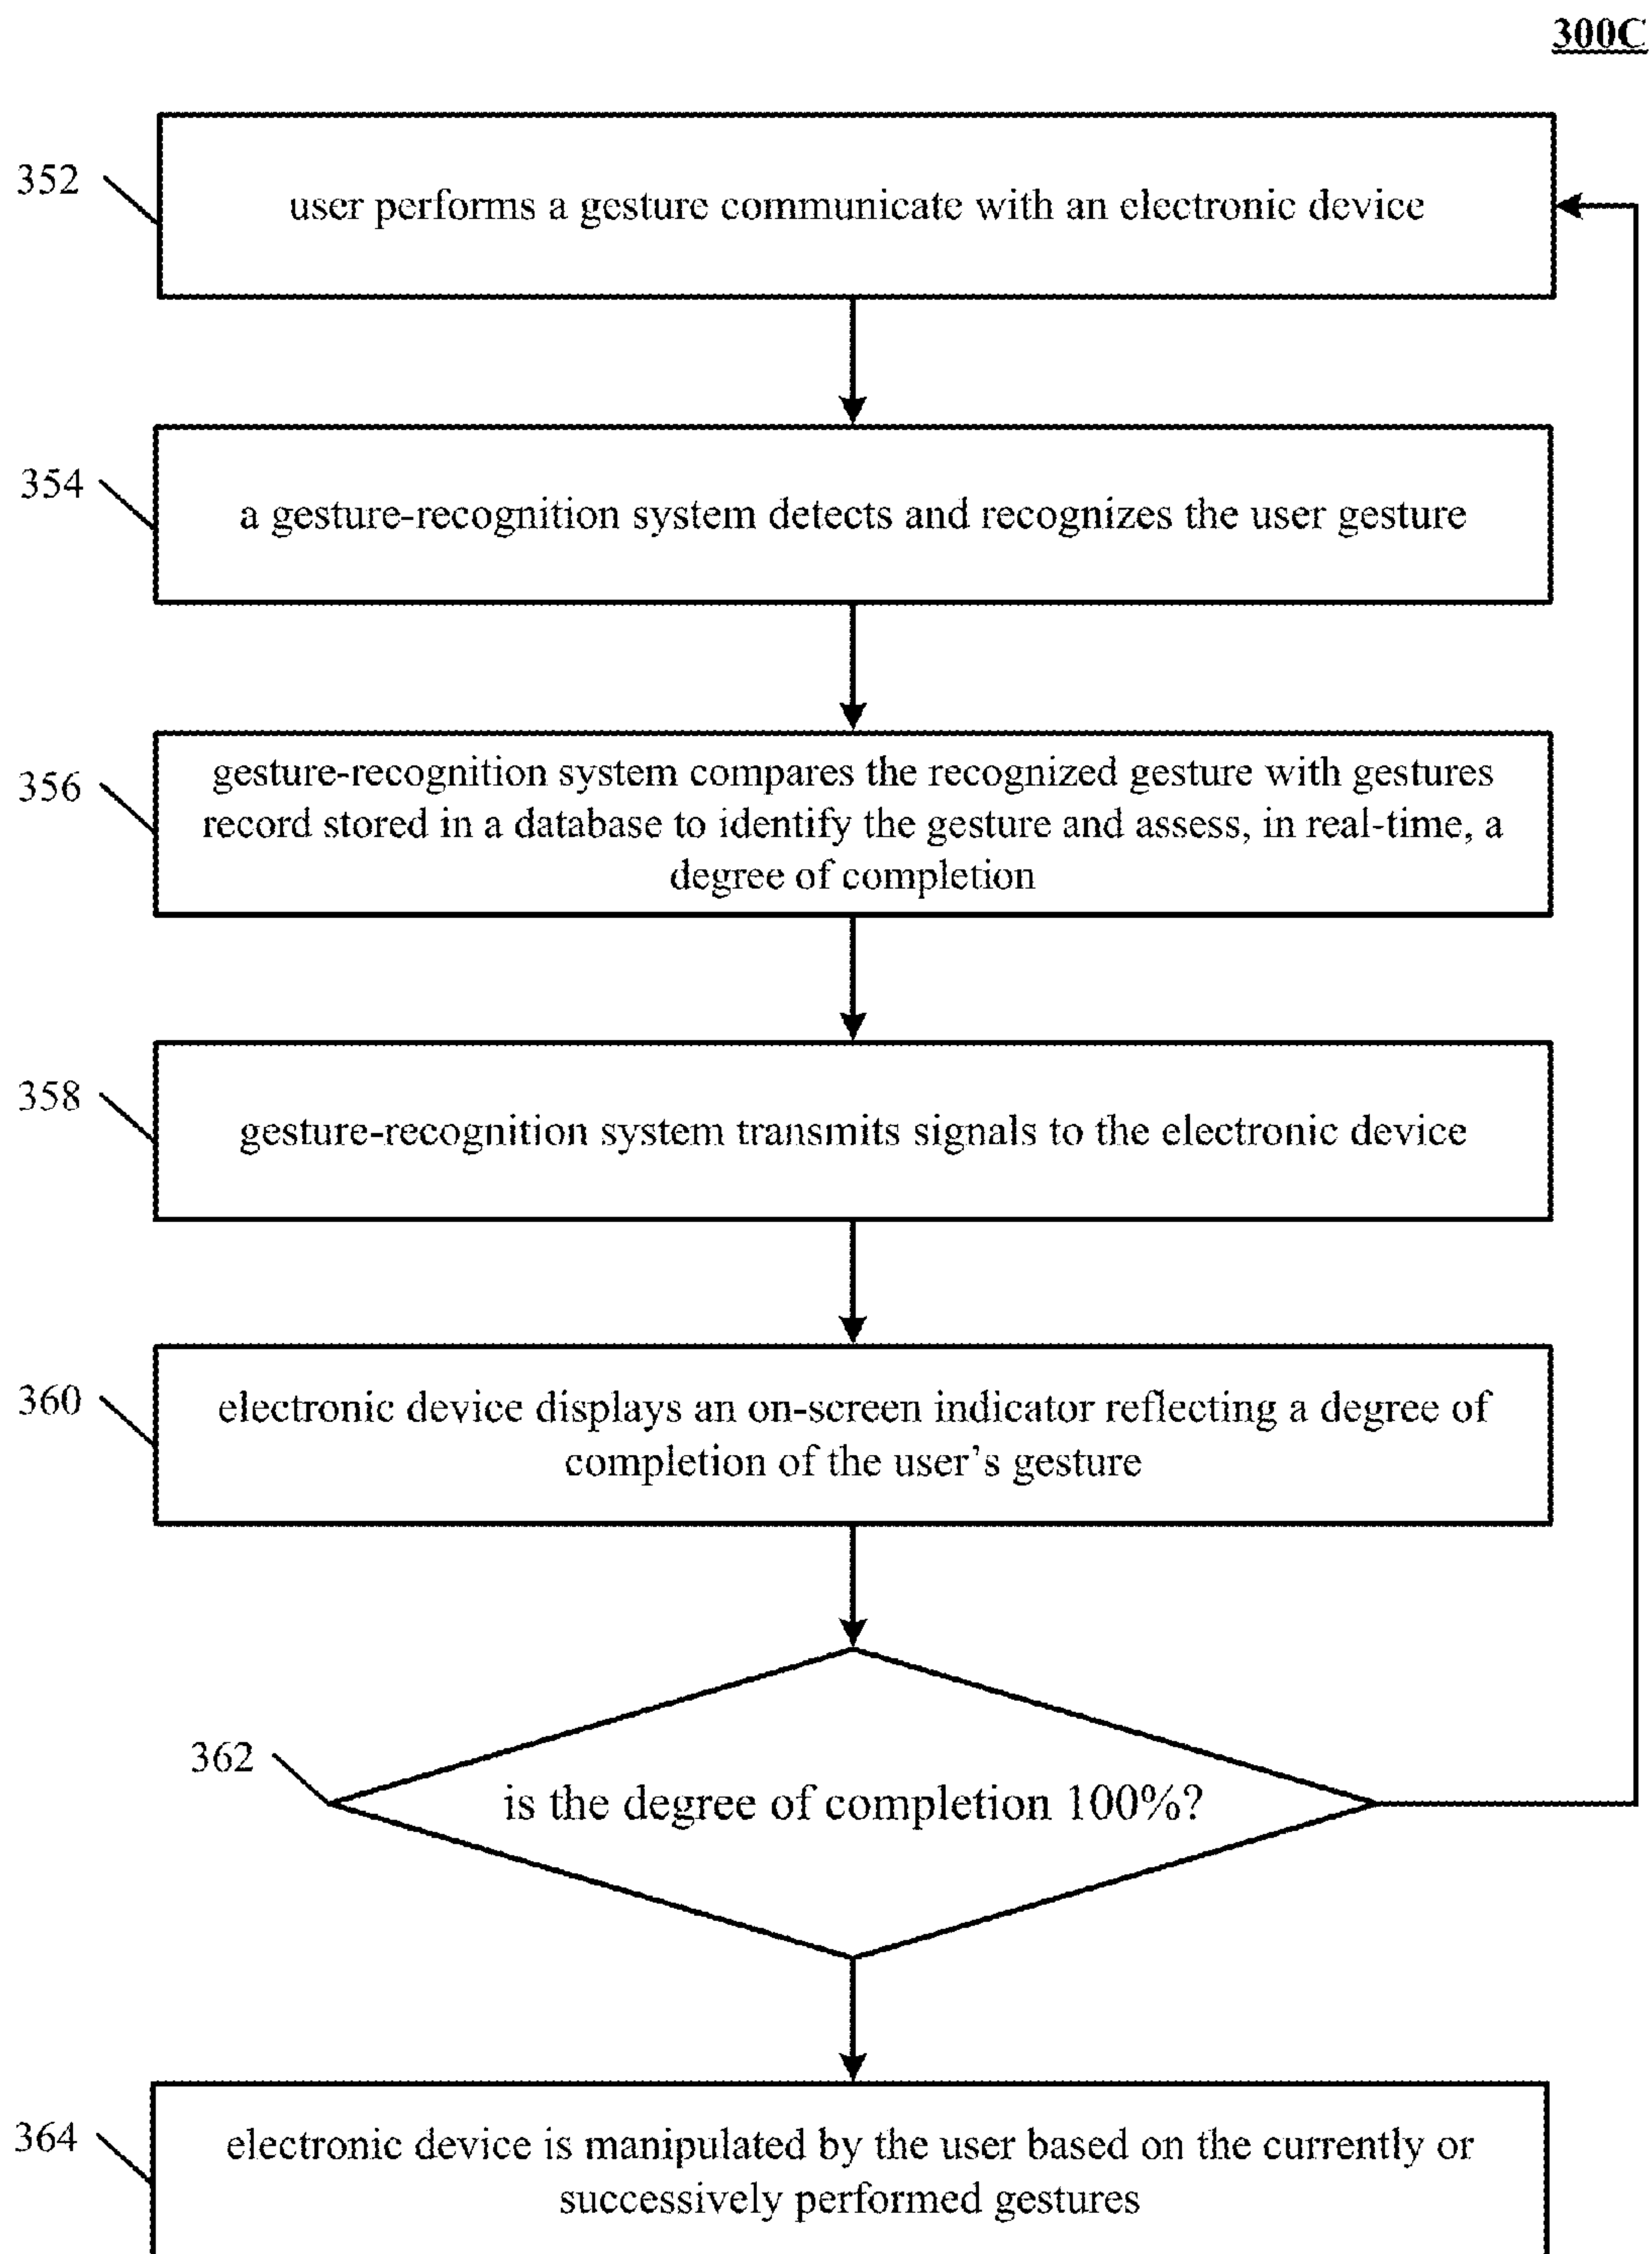 300C
352
user performs a gesture communicate with an electronic device
354
a gesture-recognition system detects and recognizes the user gesture
356
gesture-recognition system compares the recognized gesture with gestures
record stored in a database to identify the gesture and assess, in real-time, a
degree of completion
358
gesture-recognition system transmits signals to the electronic device
360
electronic device displays an on-screen indicator reflecting a degree of
completion of the user's gesture
362
is the degree of completion 100%?
364
electronic device is manipulated by the user based on the currently or
successively performed gestures